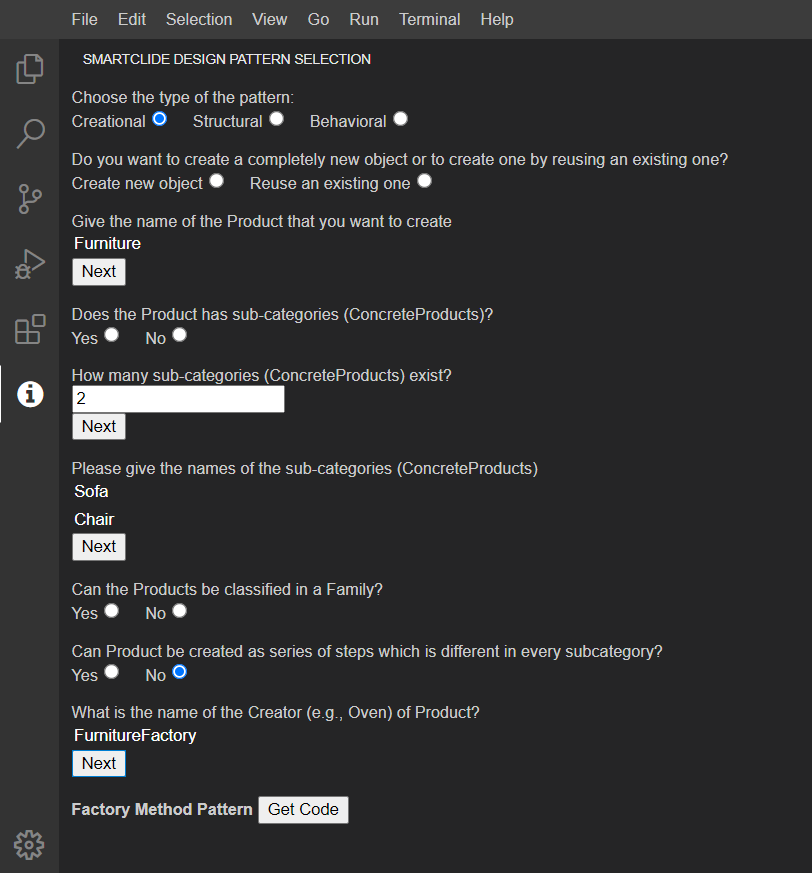 File Edit Selection View Go Run Terminal Help
SMARTCLIDE DESIGN PATTERN SELECTION
Choose the type of the pattern:
Creational Structural Behavioral
Do you want to create a completely new object or to create one by reusing an existing one?
Create new object Reuse an existing one
Give the name of the Product that you want to create
Furniture
Next
Does the Product has sub-categories (ConcreteProducts)?
Yes No
How many sub-categories (ConcreteProducts) exist?
2
Next
Please give the names of the sub-categories (ConcreteProducts)
Sofa
Chair
Next
Can the Products be classified in a Family?
Yes No
Can Product be created as series of steps which is different in every subcategory?
Yes No
What is the name of the Creator (e.g., Oven) of Product?
FurnitureFactory
Next
Factory Method Pattern Get Code